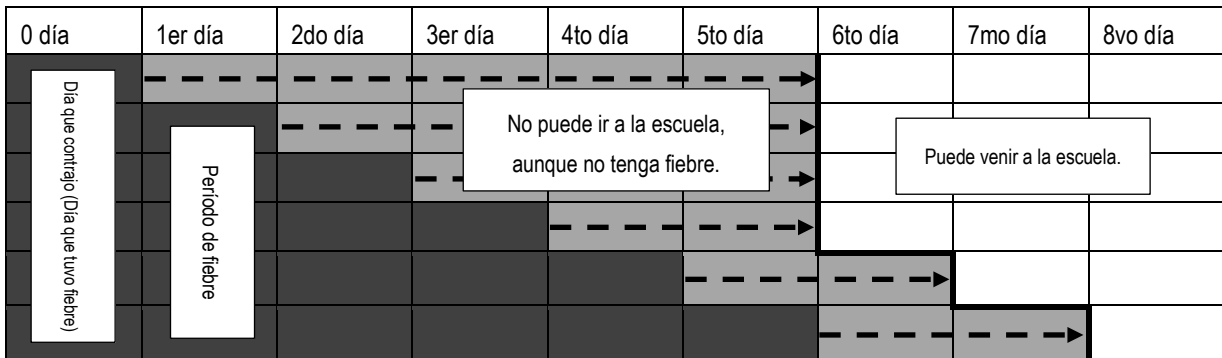 0 día
1er día
2do día
3er día
4to día
5to día
6to día
7mo día
8vo día
Día que contrajo (Día que tuvo fiebre)
Período de fiebre
No puede ir a la escuela,
aunque no tenga fiebre.
Puede venir a la escuela.